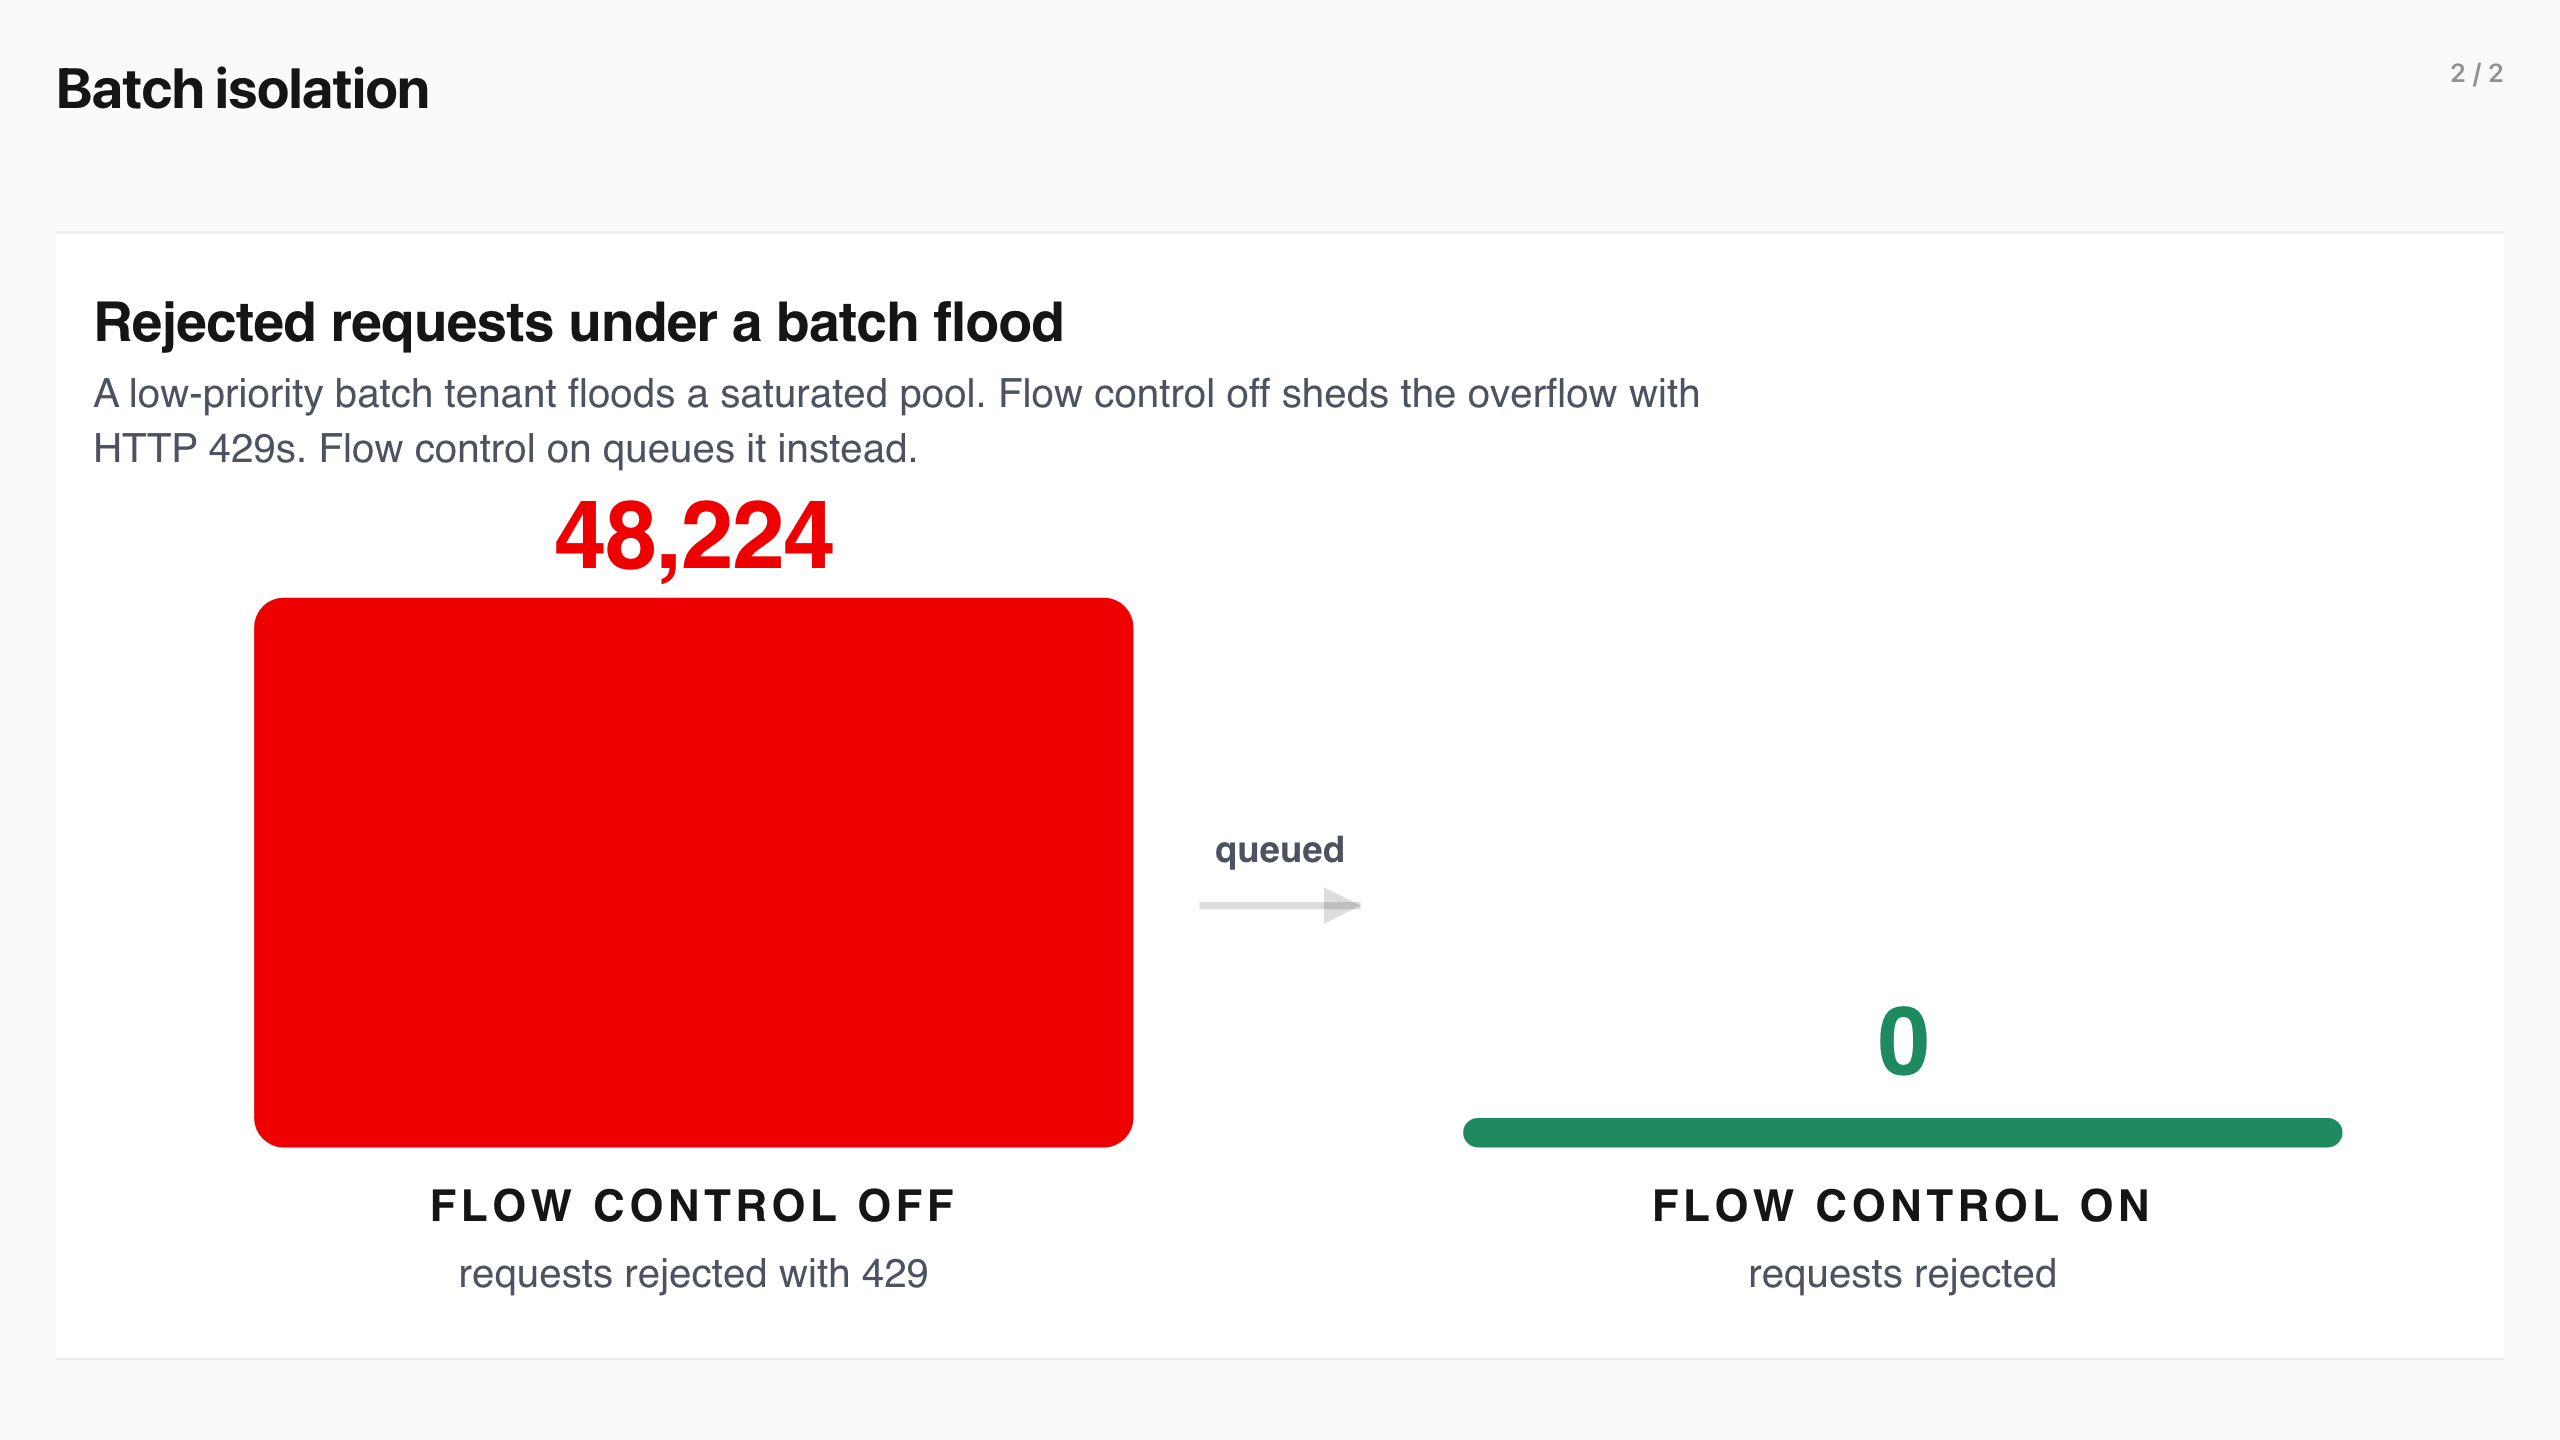 Batch isolation
2 / 2
Rejected requests under a batch flood
A low-priority batch tenant floods a saturated pool. Flow control off sheds the overflow with
HTTP 429s. Flow control on queues it instead.
48,224
queued
0
FLOW CONTROL OFF
requests rejected with 429
FLOW CONTROL ON
requests rejected